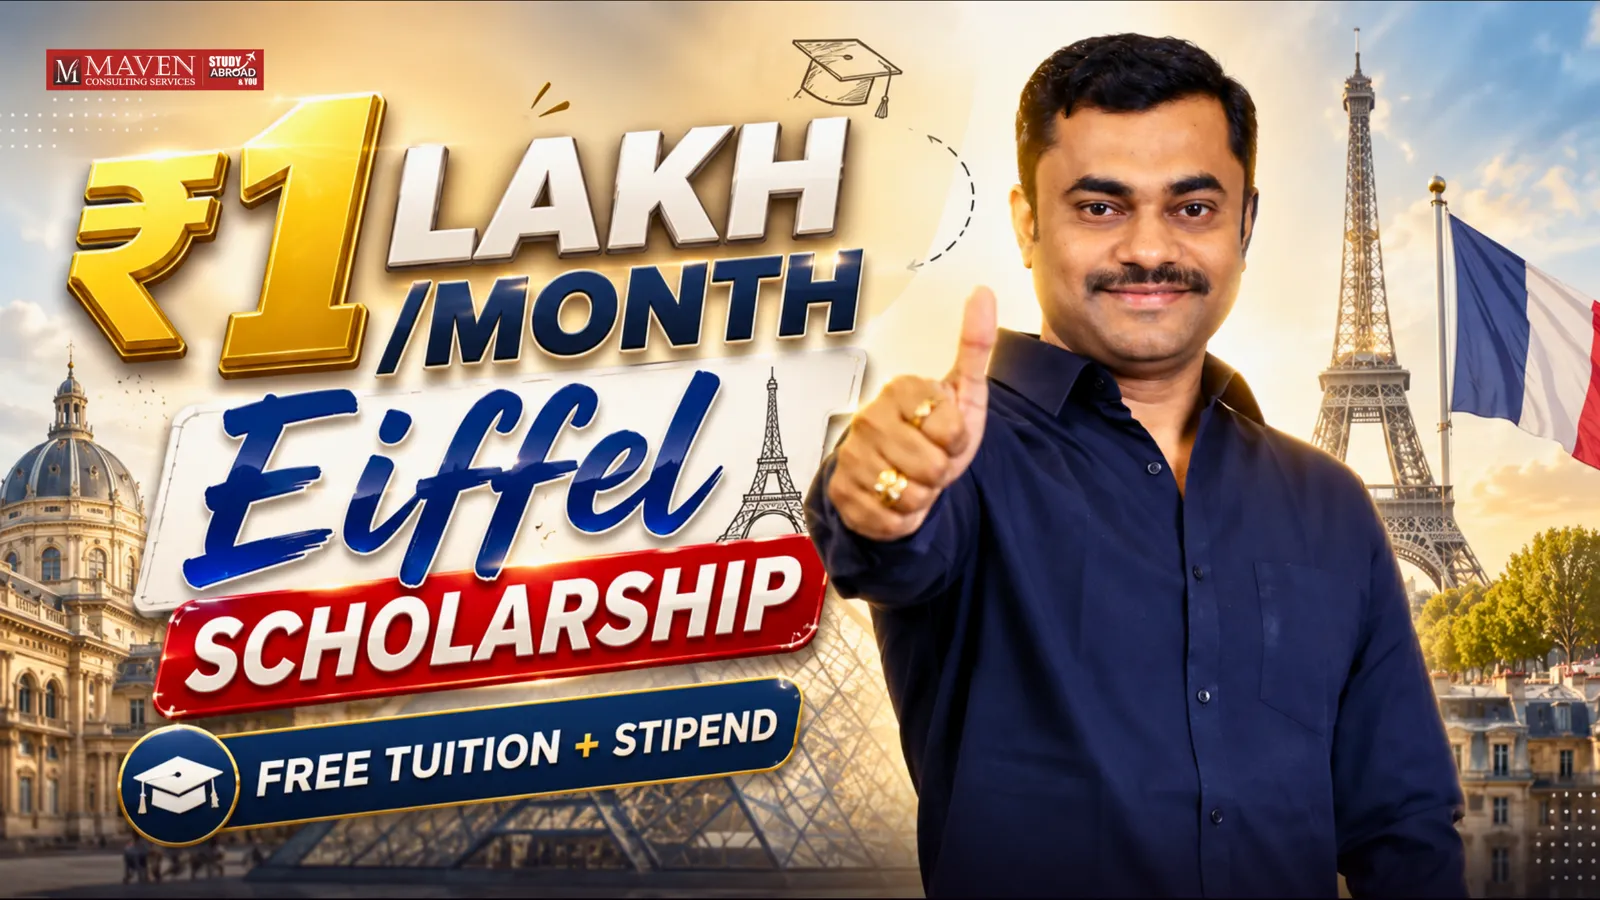 MAVEN
CONSULTING SERVICES
STUDY
ABROAD
& YOU
₹1 LAKH
/MONTH
Eiffel
SCHOLARSHIP
FREE TUITION + STIPEND